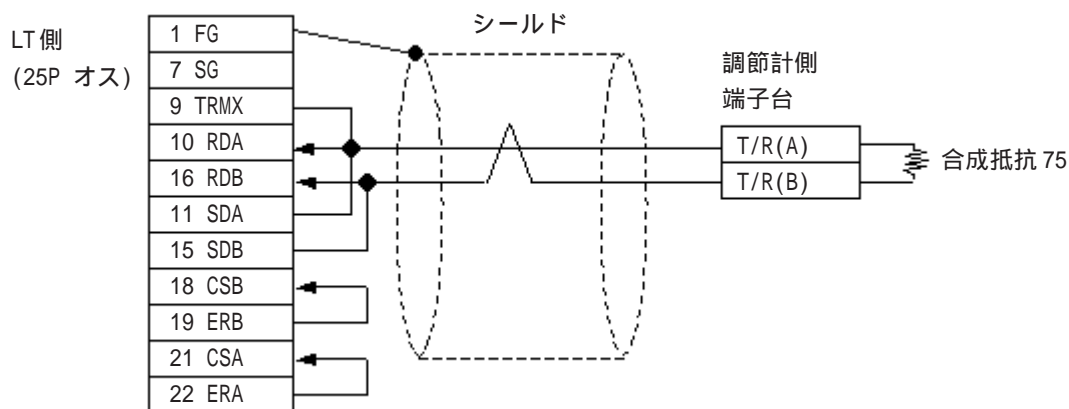 シールド
LT側
(25P オス)
1 FG
7 SG
9 TRMX
10 RDA
16 RDB
11 SDA
15 SDB
18 CSB
19 ERB
21 CSA
22 ERA
調節計側
端子台
T/R(A)
T/R(B)
合成抵抗 75